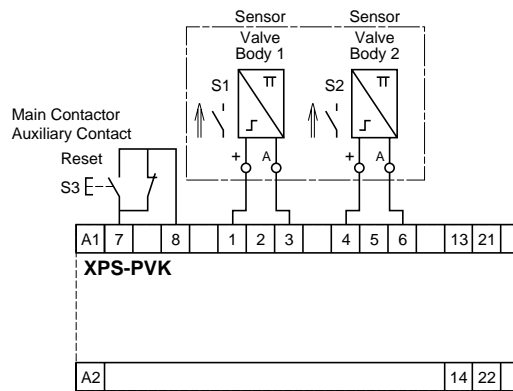 Sensor Sensor
Valve Valve
Body 1 Body 2
S1 S2
Main Contactor
Auxiliary Contact
Reset
S3
+ A + A
A1 7 8 1 2 3 4 5 6 13 21
XPS-PVK
A2 14 22